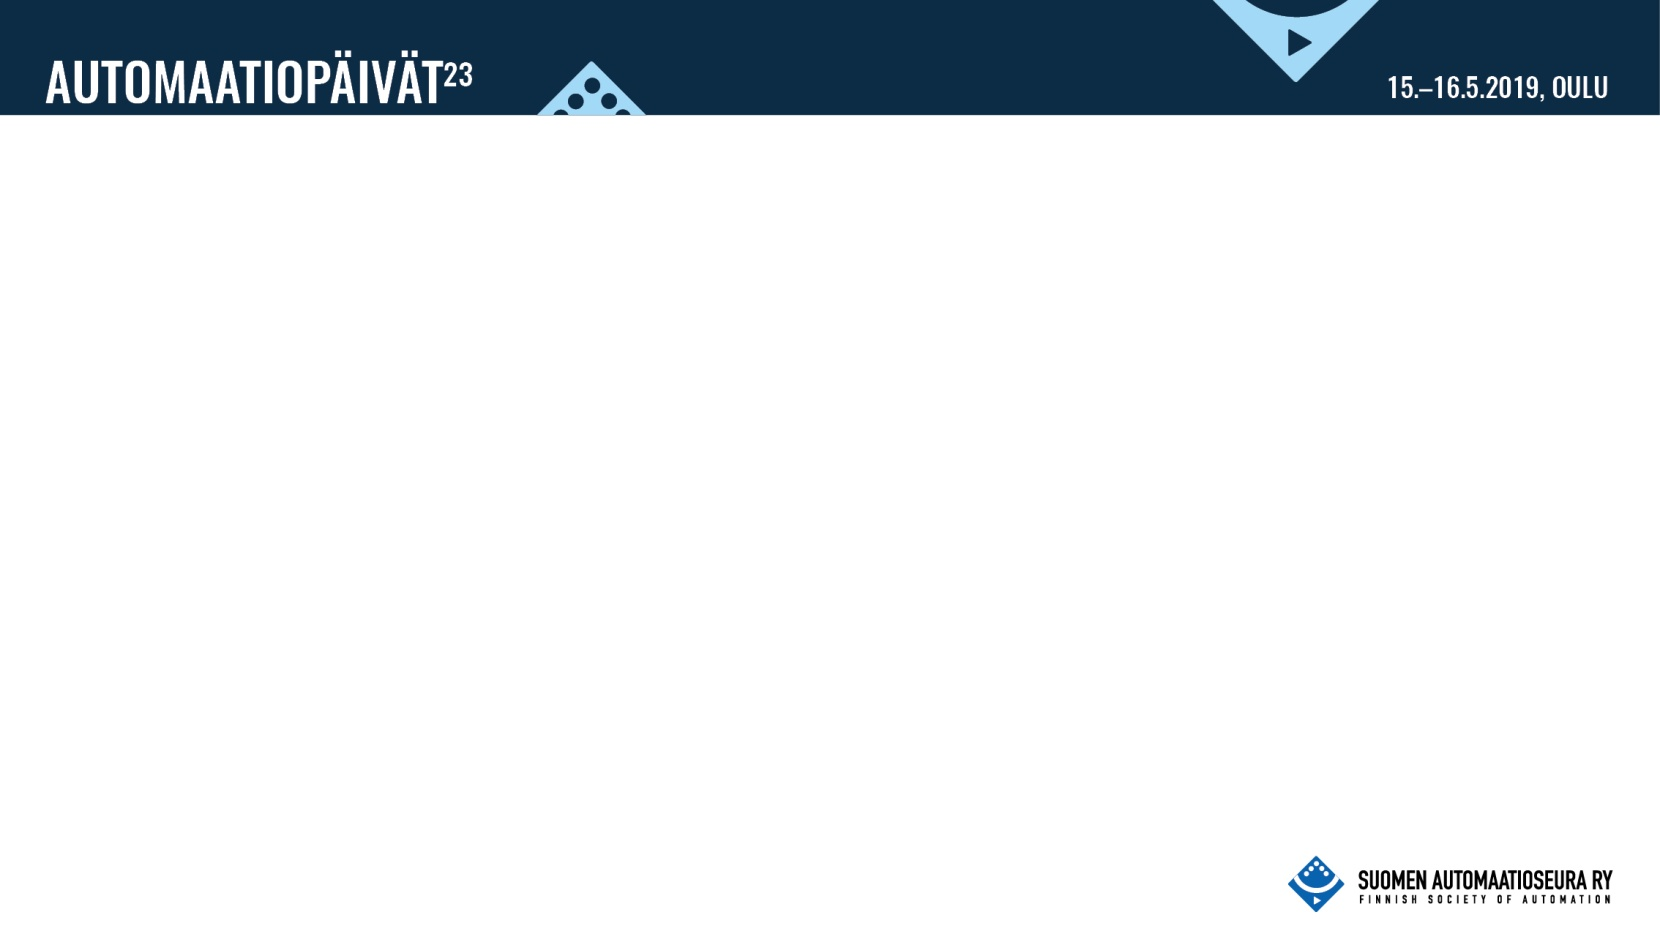 AUTOMAATIOPÄIVÄT23
15.–16.5.2019, OULU
SUOMEN AUTOMAATIOSEURA RY
FINNISH SOCIETY OF AUTOMATION